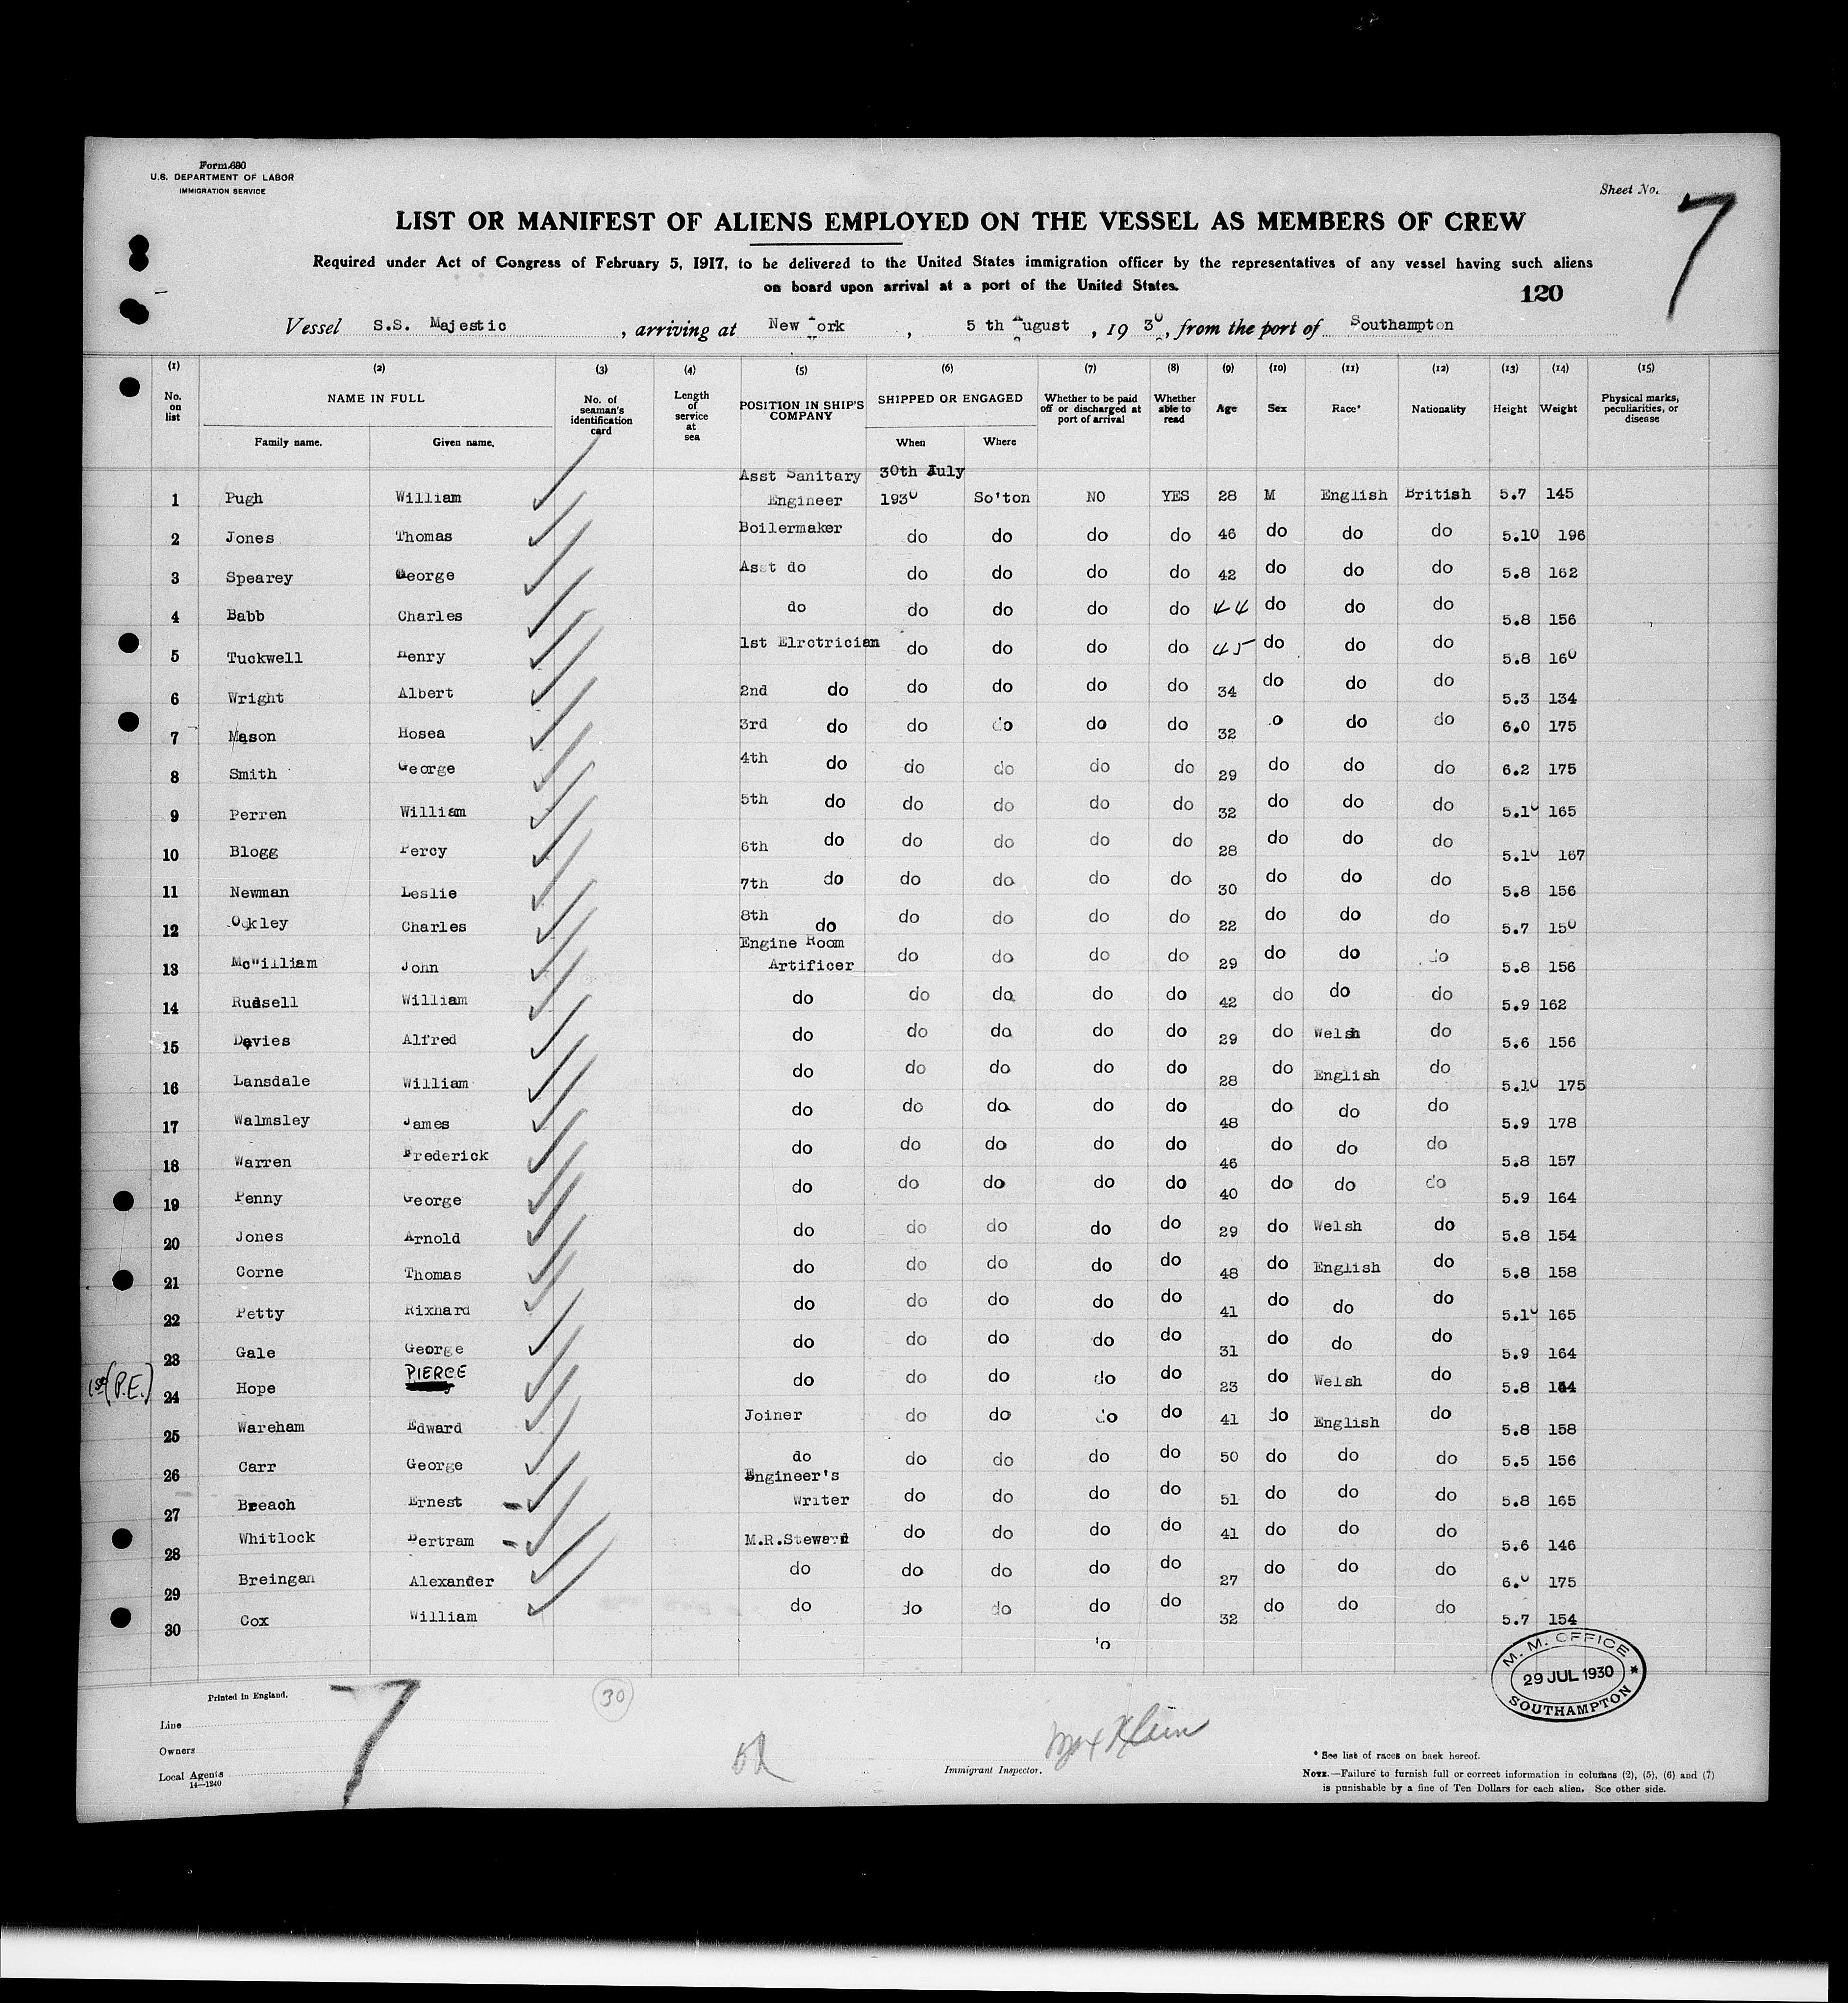 Form 680
U.S. DEPARTMENT OF LABOR
IMMIGRATION SERVICE
Sheet No. 7
LIST OR MANIFEST OF ALIENS EMPLOYED ON THE VESSEL AS MEMBERS OF CREW
Required under Act of Congress of February 5, 1917, to be delivered to the United States immigration officer by the representatives of any vessel having such aliens
on board upon arrival at a port of the United States.
120
Vessel S.S. Majestic , arriving at New York , 5 th August , 19 30, from the port of Southampton
(1) (2) (3) (4) (5) (6) (7) (8) (9) (10) (11) (12) (13) (14) (15)
No. on list NAME IN FULL Family name. Given name. No. of seaman's identification card Length of service at sea POSITION IN SHIP'S COMPANY SHIPPED OR ENGAGED When Where Whether to be paid off or discharged at port of arrival Whether able to read Age Sex Race* Nationality Height Weight Physical marks, peculiarities, or disease
1 Pugh William Asst Sanitary Engineer 30th July 1930 So'ton NO YES 28 M English British 5.7 145
2 Jones Thomas Boilermaker do do do do 46 do do do 5.10 196
3 Spearey George Asst do do do do do 42 do do do 5.8 162
4 Babb Charles do do do do do 44 do do do 5.8 156
5 Tuckwell Henry 1st Elrctrician do do do do 45 do do do 5.8 160
6 Wright Albert 2nd do do do do do 34 do do do 5.3 134
7 Mason Hosea 3rd do do do do do 32 do do do 6.0 175
8 Smith George 4th do do do do do 29 do do do 6.2 175
9 Perren William 5th do do do do do 32 do do do 5.10 165
10 Blogg Percy 6th do do do do do 28 do do do 5.10 167
11 Newman Leslie 7th do do do do do 30 do do do 5.8 156
12 Ockley Charles 8th do do do do do 22 do do do 5.7 150
13 McWilliam John Engine Room Artificer do do do do 29 do do do 5.8 156
14 Russell William do do do do do 42 do do do 5.9 162
15 Davies Alfred do do do do do 29 do Welsh do 5.6 156
16 Lansdale William do do do do do 28 do English do 5.10 175
17 Walmsley James do do do do do 48 do do do 5.9 178
18 Warren Frederick do do do do do 46 do do do 5.8 157
19 Penny George do do do do do 40 do do do 5.9 164
20 Jones Arnold do do do do do 29 do Welsh do 5.8 154
21 Corne Thomas do do do do do 48 do English do 5.8 158
22 Petty Rixhard do do do do do 41 do do do 5.10 165
23 Gale George do do do do do 31 do do do 5.9 164
(P.E.) 24 Hope PIERCE do do do do do 23 do Welsh do 5.8
25 Wareham Edward Joiner do do do do 41 do English do 5.8 158
26 Carr George do do do do do 50 do do do 5.5 156
27 Breach Ernest Engineer's Writer do do do do 51 do do do 5.8 165
28 Whitlock Bertram M.R.Steward do do do do 41 do do do 5.6 146
29 Breingan Alexander do do do do do 27 do do do 6.0 175
30 Cox William do do do do do 32 do do do 5.7 154
do
M. M. OFFICE
29 JUL 1930
SOUTHAMPTON
Printed in England.
7
30
Line
Owners
Local Agents
14—1240
Max Klein
Immigrant Inspector.
* See list of races on back hereof.
NOTE.—Failure to furnish full or correct information in columns (2), (5), (6) and (7)
is punishable by a fine of Ten Dollars for each alien. See other side.